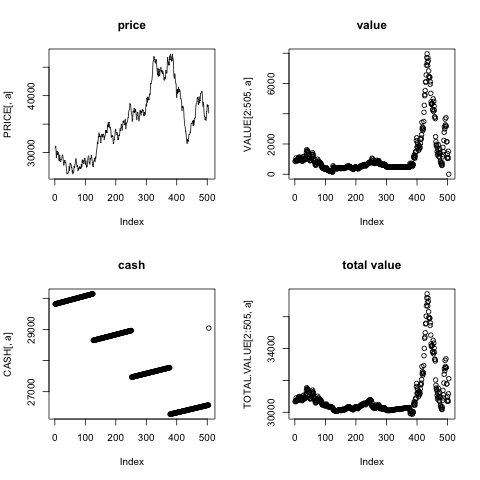 price
PRICE[, a]
30000 40000
0 100 200 300 400 500
Index
value
VALUE[2:505, a]
0 2000 6000
0 100 200 300 400 500
Index
cash
CASH[, a]
27000 29000
0 100 200 300 400 500
Index
total value
TOTAL.VALUE[2:505, a]
30000 34000
0 100 200 300 400 500
Index